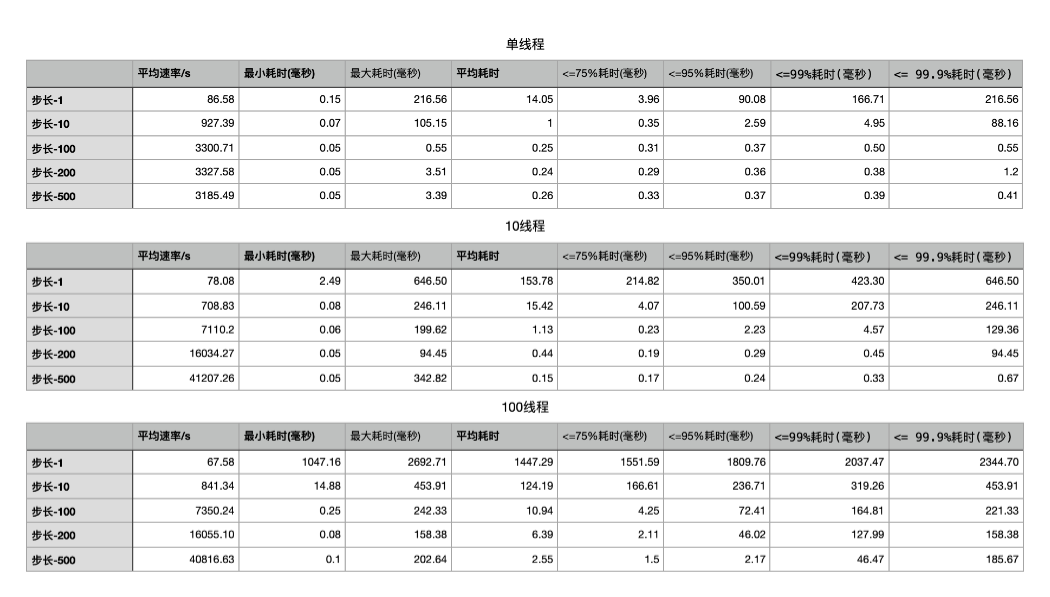 单线程
平均速率/s 最小耗时(毫秒) 最大耗时(毫秒) 平均耗时 <=75%耗时(毫秒) <=95%耗时(毫秒) <=99%耗时(毫秒) <= 99.9%耗时(毫秒)
步长-1 86.58 0.15 216.56 14.05 3.96 90.08 166.71 216.56
步长-10 927.39 0.07 105.15 1 0.35 2.59 4.95 88.16
步长-100 3300.71 0.05 0.55 0.25 0.31 0.37 0.50 0.55
步长-200 3327.58 0.05 3.51 0.24 0.29 0.36 0.38 1.2
步长-500 3185.49 0.05 3.39 0.26 0.33 0.37 0.39 0.41
10线程
平均速率/s 最小耗时(毫秒) 最大耗时(毫秒) 平均耗时 <=75%耗时(毫秒) <=95%耗时(毫秒) <=99%耗时(毫秒) <= 99.9%耗时(毫秒)
步长-1 78.08 2.49 646.50 153.78 214.82 350.01 423.30 646.50
步长-10 708.83 0.08 246.11 15.42 4.07 100.59 207.73 246.11
步长-100 7110.2 0.06 199.62 1.13 0.23 2.23 4.57 129.36
步长-200 16034.27 0.05 94.45 0.44 0.19 0.29 0.45 94.45
步长-500 41207.26 0.05 342.82 0.15 0.17 0.24 0.33 0.67
100线程
平均速率/s 最小耗时(毫秒) 最大耗时(毫秒) 平均耗时 <=75%耗时(毫秒) <=95%耗时(毫秒) <=99%耗时(毫秒) <= 99.9%耗时(毫秒)
步长-1 67.58 1047.16 2692.71 1447.29 1551.59 1809.76 2037.47 2344.70
步长-10 841.34 14.88 453.91 124.19 166.61 236.71 319.26 453.91
步长-100 7350.24 0.25 242.33 10.94 4.25 72.41 164.81 221.33
步长-200 16055.10 0.08 158.38 6.39 2.11 46.02 127.99 158.38
步长-500 40816.63 0.1 202.64 2.55 1.5 2.17 46.47 185.67